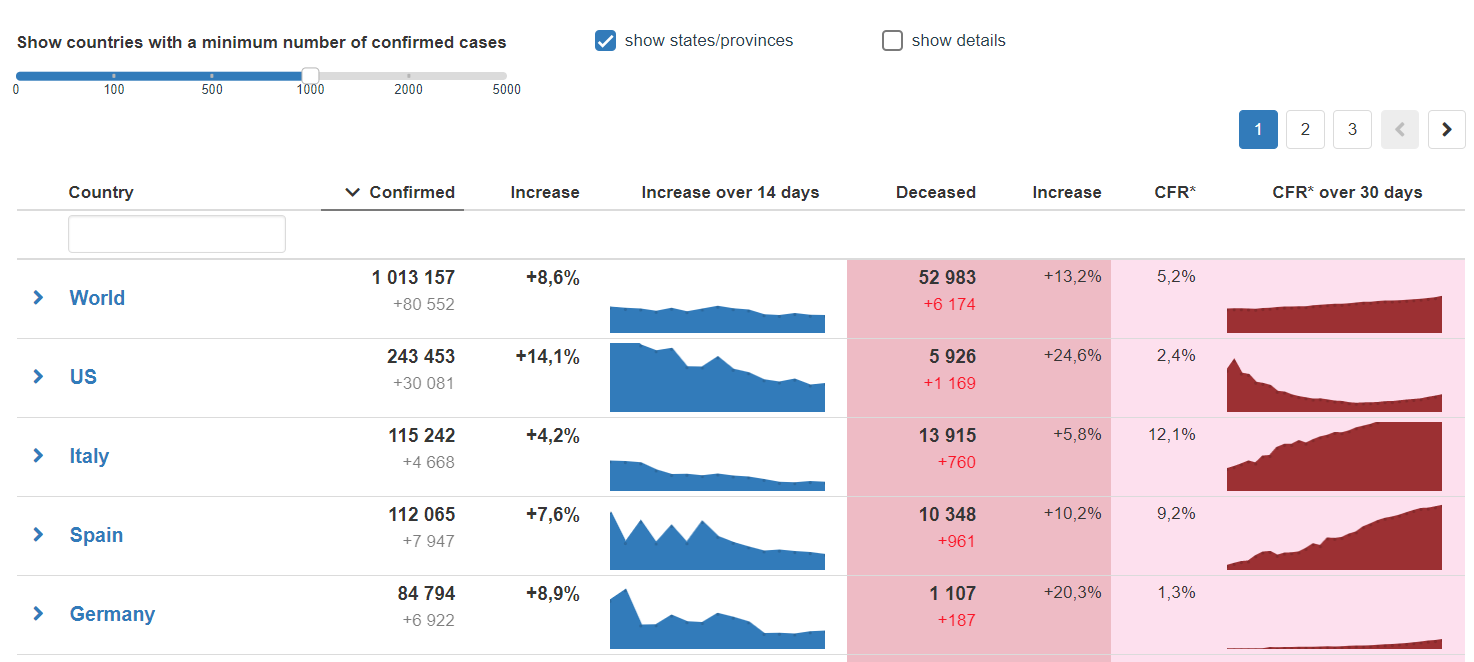 Show countries with a minimum number of confirmed cases
show states/provinces
show details
0 100 500 1000 2000 5000
1 2 3
Country Confirmed Increase Increase over 14 days Deceased Increase CFR* CFR* over 30 days
World 1 013 157 +8,6% 52 983 +13,2% 5,2%
+80 552 +6 174
US 243 453 +14,1% 5 926 +24,6% 2,4%
+30 081 +1 169
Italy 115 242 +4,2% 13 915 +5,8% 12,1%
+4 668 +760
Spain 112 065 +7,6% 10 348 +10,2% 9,2%
+7 947 +961
Germany 84 794 +8,9% 1 107 +20,3% 1,3%
+6 922 +187